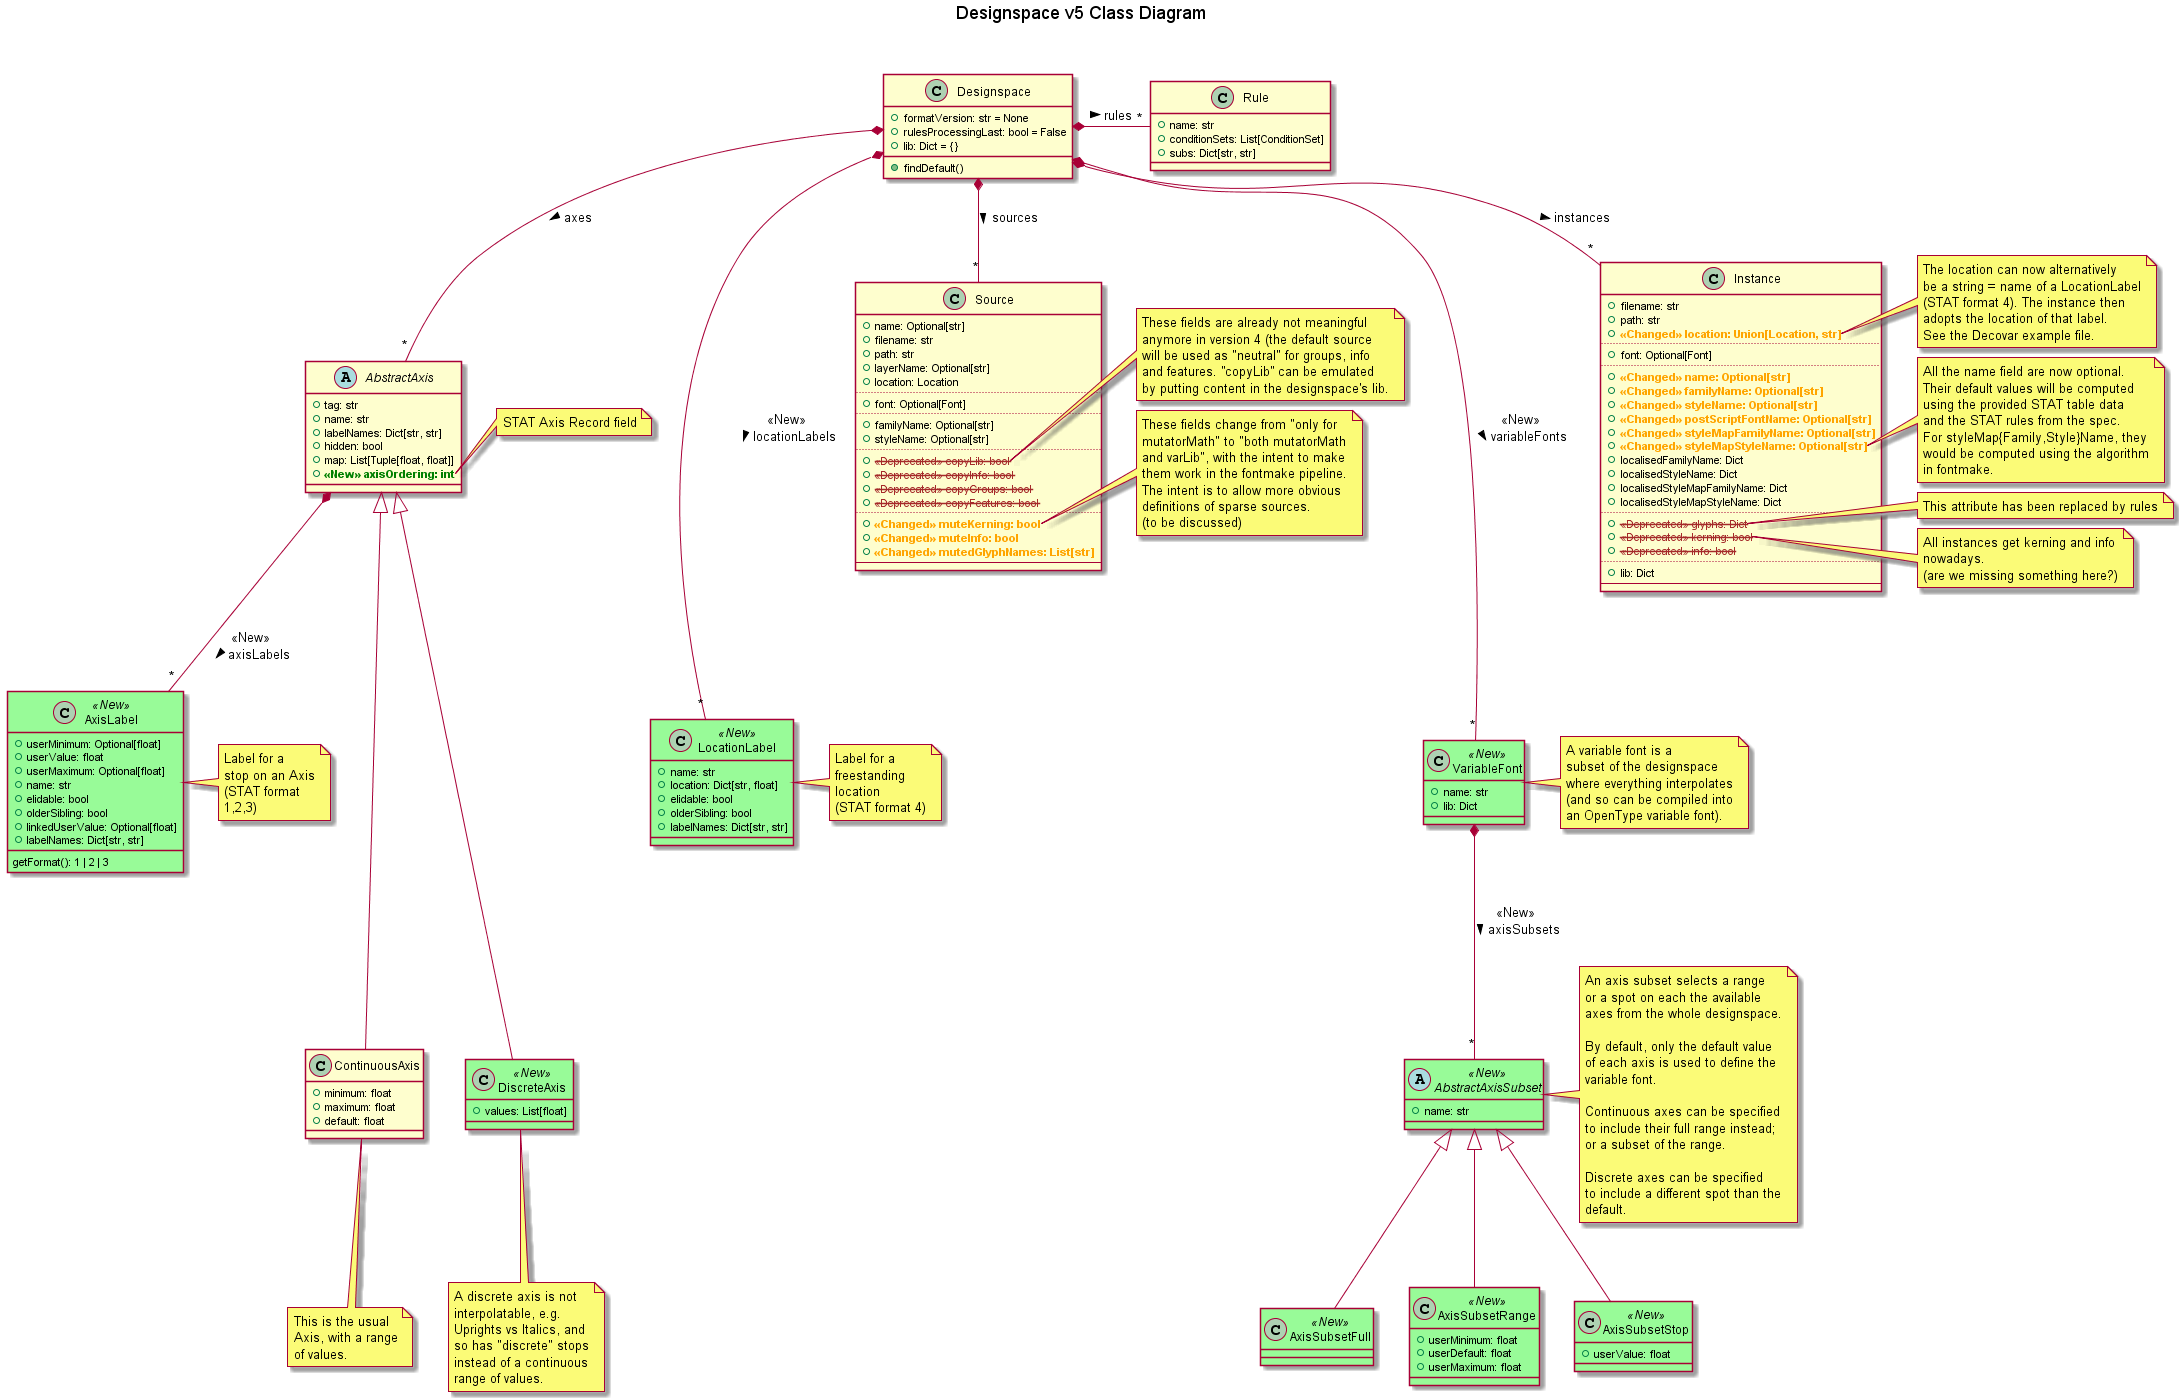 Designspace v5 Class Diagram
C Designspace
formatVersion: str = None
rulesProcessingLast: bool = False
lib: Dict = {}
findDefault()
rules *
C Rule
name: str
conditionSets: List[ConditionSet]
subs: Dict[str, str]
axes
*
sources
*
instances
*
«New»
locationLabels
*
«New»
variableFonts
*
A AbstractAxis
tag: str
name: str
labelNames: Dict[str, str]
hidden: bool
map: List[Tuple[float, float]]
«New» axisOrdering: int
STAT Axis Record field
C Source
name: Optional[str]
filename: str
path: str
layerName: Optional[str]
location: Location
font: Optional[Font]
familyName: Optional[str]
styleName: Optional[str]
«Deprecated» copyLib: bool
«Deprecated» copyInfo: bool
«Deprecated» copyGroups: bool
«Deprecated» copyFeatures: bool
«Changed» muteKerning: bool
«Changed» muteInfo: bool
«Changed» mutedGlyphNames: List[str]
These fields are already not meaningful
anymore in version 4 (the default source
will be used as "neutral" for groups, info
and features. "copyLib" can be emulated
by putting content in the designspace's lib.
These fields change from "only for
mutatorMath" to "both mutatorMath
and varLib", with the intent to make
them work in the fontmake pipeline.
The intent is to allow more obvious
definitions of sparse sources.
(to be discussed)
C Instance
filename: str
path: str
«Changed» location: Union[Location, str]
font: Optional[Font]
«Changed» name: Optional[str]
«Changed» familyName: Optional[str]
«Changed» styleName: Optional[str]
«Changed» postScriptFontName: Optional[str]
«Changed» styleMapFamilyName: Optional[str]
«Changed» styleMapStyleName: Optional[str]
localisedFamilyName: Dict
localisedStyleName: Dict
localisedStyleMapFamilyName: Dict
localisedStyleMapStyleName: Dict
«Deprecated» glyphs: Dict
«Deprecated» kerning: bool
«Deprecated» info: bool
lib: Dict
The location can now alternatively
be a string = name of a LocationLabel
(STAT format 4). The instance then
adopts the location of that label.
See the Decovar example file.
All the name field are now optional.
Their default values will be computed
using the provided STAT table data
and the STAT rules from the spec.
For styleMap{Family,Style}Name, they
would be computed using the algorithm
in fontmake.
This attribute has been replaced by rules
All instances get kerning and info
nowadays.
(are we missing something here?)
«New»
axisLabels
*
«New»
C AxisLabel
userMinimum: Optional[float]
userValue: float
userMaximum: Optional[float]
name: str
elidable: bool
olderSibling: bool
linkedUserValue: Optional[float]
labelNames: Dict[str, str]
getFormat(): 1 | 2 | 3
Label for a
stop on an Axis
(STAT format
1,2,3)
«New»
C LocationLabel
name: str
location: Dict[str, float]
elidable: bool
olderSibling: bool
labelNames: Dict[str, str]
Label for a
freestanding
location
(STAT format 4)
«New»
C VariableFont
name: str
lib: Dict
A variable font is a
subset of the designspace
where everything interpolates
(and so can be compiled into
an OpenType variable font).
«New»
axisSubsets
*
C ContinuousAxis
minimum: float
maximum: float
default: float
This is the usual
Axis, with a range
of values.
«New»
C DiscreteAxis
values: List[float]
A discrete axis is not
interpolatable, e.g.
Uprights vs Italics, and
so has "discrete" stops
instead of a continuous
range of values.
«New»
A AbstractAxisSubset
name: str
An axis subset selects a range
or a spot on each the available
axes from the whole designspace.
By default, only the default value
of each axis is used to define the
variable font.
Continuous axes can be specified
to include their full range instead;
or a subset of the range.
Discrete axes can be specified
to include a different spot than the
default.
«New»
C AxisSubsetFull
«New»
C AxisSubsetRange
userMinimum: float
userDefault: float
userMaximum: float
«New»
C AxisSubsetStop
userValue: float